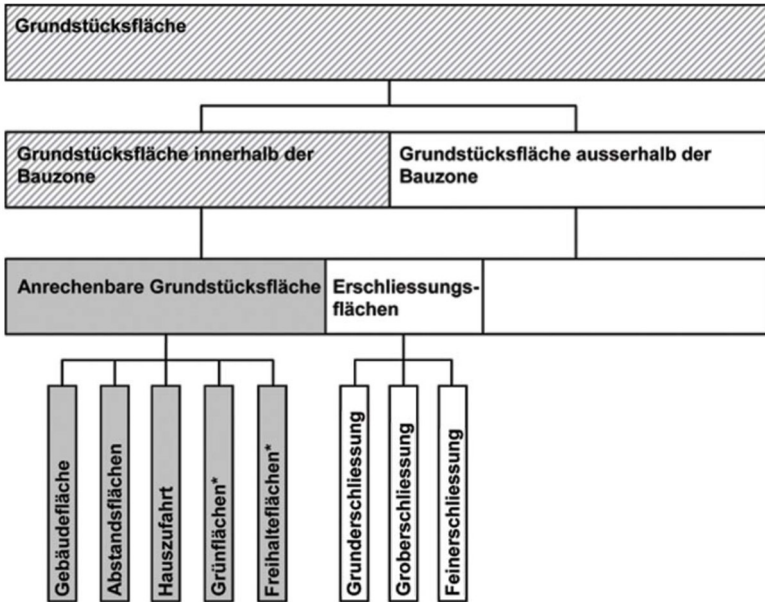 Grundstücksfläche
Grundstücksfläche innerhalb der
Bauzone
Grundstücksfläche ausserhalb der
Bauzone
Anrechenbare Grundstücksfläche
Erschliessungs-
flächen
Gebäudefläche
Abstandsflächen
Hauszufahrt
Grünflächen*
Freihalteflächen*
Grunderschliessung
Groberschliessung
Feinerschliessung